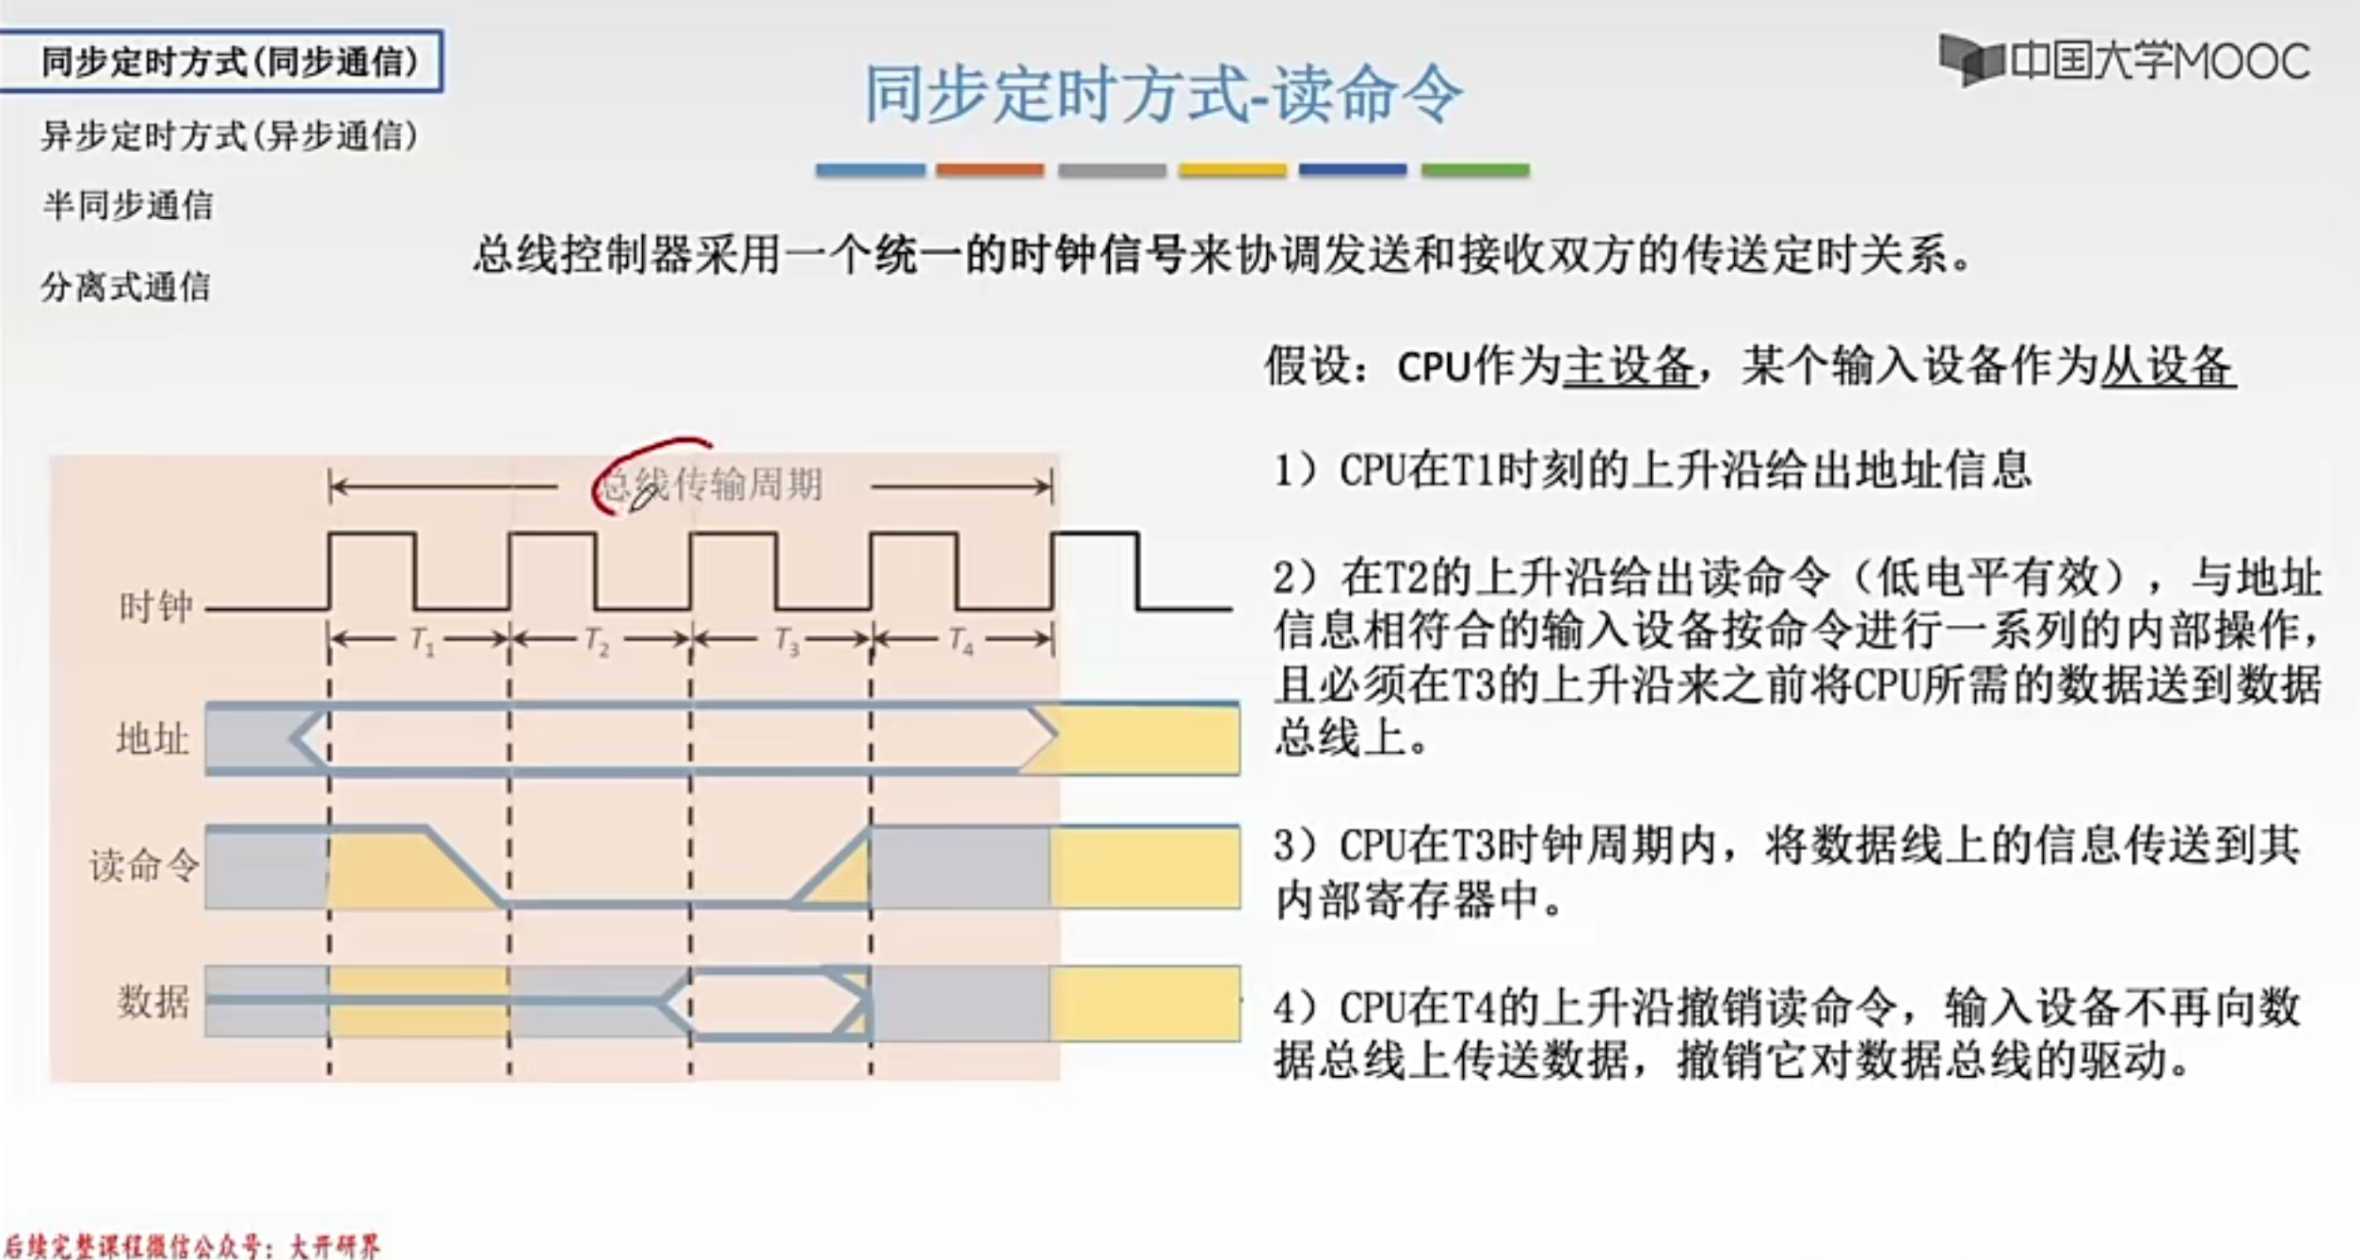 同步定时方式(同步通信)
异步定时方式(异步通信)
半同步通信
分离式通信
同步定时方式-读命令
中国大学MOOC
总线控制器采用一个统一的时钟信号来协调发送和接收双方的传送定时关系。
假设：CPU作为主设备，某个输入设备作为从设备
1）CPU在T1时刻的上升沿给出地址信息
2）在T2的上升沿给出读命令（低电平有效），与地址
信息相符合的输入设备按命令进行一系列的内部操作，
且必须在T3的上升沿来之前将CPU所需的数据送到数据
总线上。
3）CPU在T3时钟周期内，将数据线上的信息传送到其
内部寄存器中。
4）CPU在T4的上升沿撤销读命令，输入设备不再向数
据总线上传送数据，撤销它对数据总线的驱动。
总线传输周期
时钟
T1 T2 T3 T4
地址
读命令
数据
后续完整课程微信公众号：大开研界